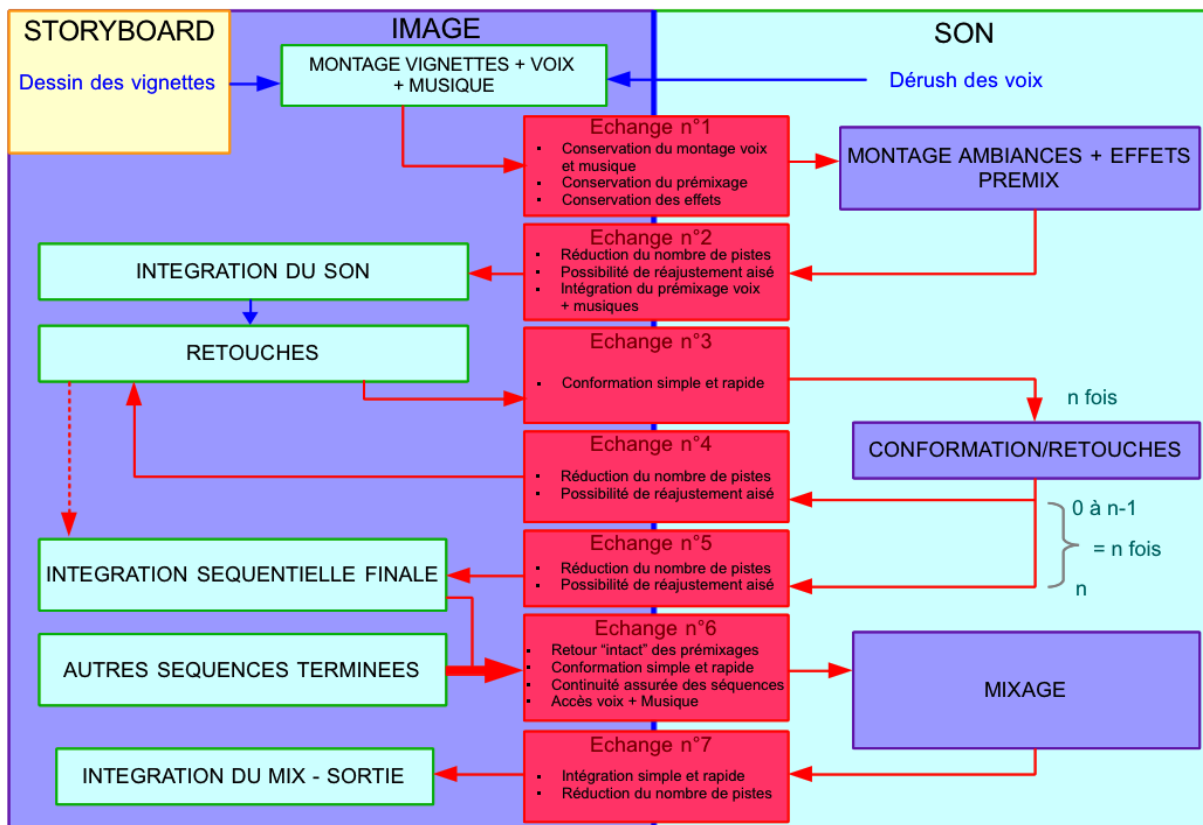 STORYBOARD
IMAGE
SON
Dessin des vignettes
MONTAGE VIGNETTES + VOIX
+ MUSIQUE
Dérush des voix
Echange n°1
▪ Conservation du montage voix
et musique
▪ Conservation du prémixage
▪ Conservation des effets
MONTAGE AMBIANCES + EFFETS
PREMIX
Echange n°2
▪ Réduction du nombre de pistes
▪ Possibilité de réajustement aisé
▪ Intégration du prémixage voix
+ musiques
INTEGRATION DU SON
RETOUCHES
Echange n°3
▪ Conformation simple et rapide
n fois
CONFORMATION/RETOUCHES
Echange n°4
▪ Réduction du nombre de pistes
▪ Possibilité de réajustement aisé
0 à n-1
= n fois
n
Echange n°5
▪ Réduction du nombre de pistes
▪ Possibilité de réajustement aisé
INTEGRATION SEQUENTIELLE FINALE
AUTRES SEQUENCES TERMINEES
Echange n°6
▪ Retour “intact” des prémixages
▪ Conformation simple et rapide
▪ Continuité assurée des séquences
▪ Accès voix + Musique
MIXAGE
Echange n°7
▪ Intégration simple et rapide
▪ Réduction du nombre de pistes
INTEGRATION DU MIX - SORTIE